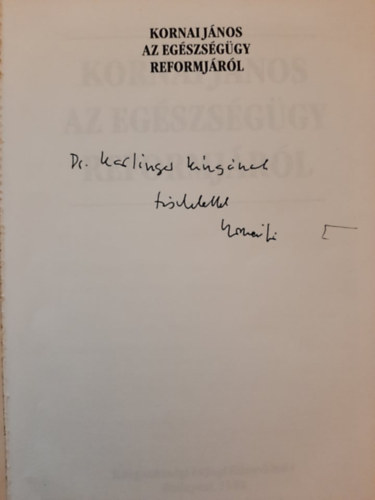 KORNAI JÁNOS
AZ EGÉSZSÉGÜGY
REFORMJÁRÓL
Dr. Karlinger Kingának
tisztelettel
Kornai J.